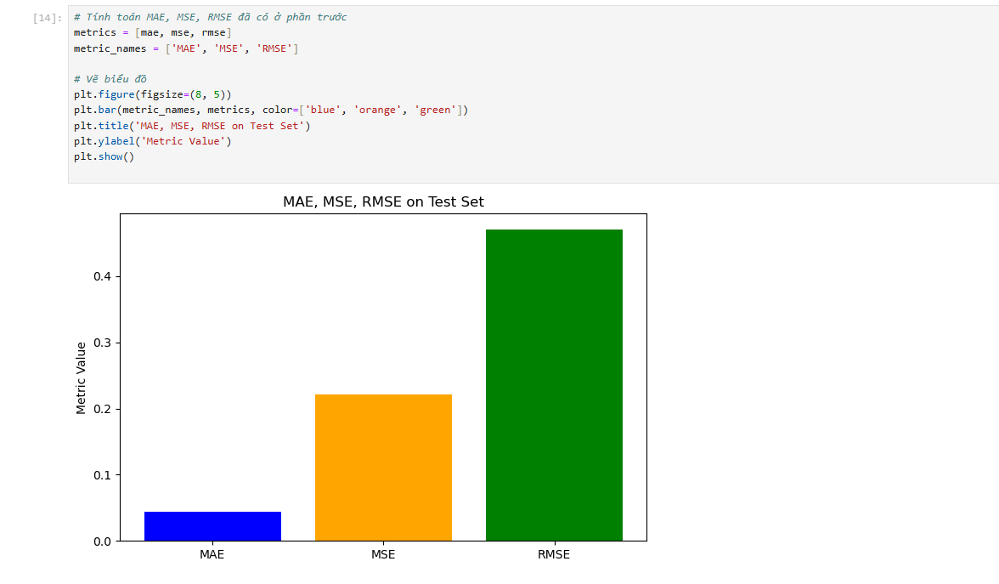 [14]:
# Tính toán MAE, MSE, RMSE đã có ở phần trước
metrics = [mae, mse, rmse]
metric_names = ['MAE', 'MSE', 'RMSE']
# Vẽ biểu đồ
plt.figure(figsize=(8, 5))
plt.bar(metric_names, metrics, color=['blue', 'orange', 'green'])
plt.title('MAE, MSE, RMSE on Test Set')
plt.ylabel('Metric Value')
plt.show()
MAE, MSE, RMSE on Test Set
Metric Value
0.4
0.3
0.2
0.1
0.0
MAE
MSE
RMSE